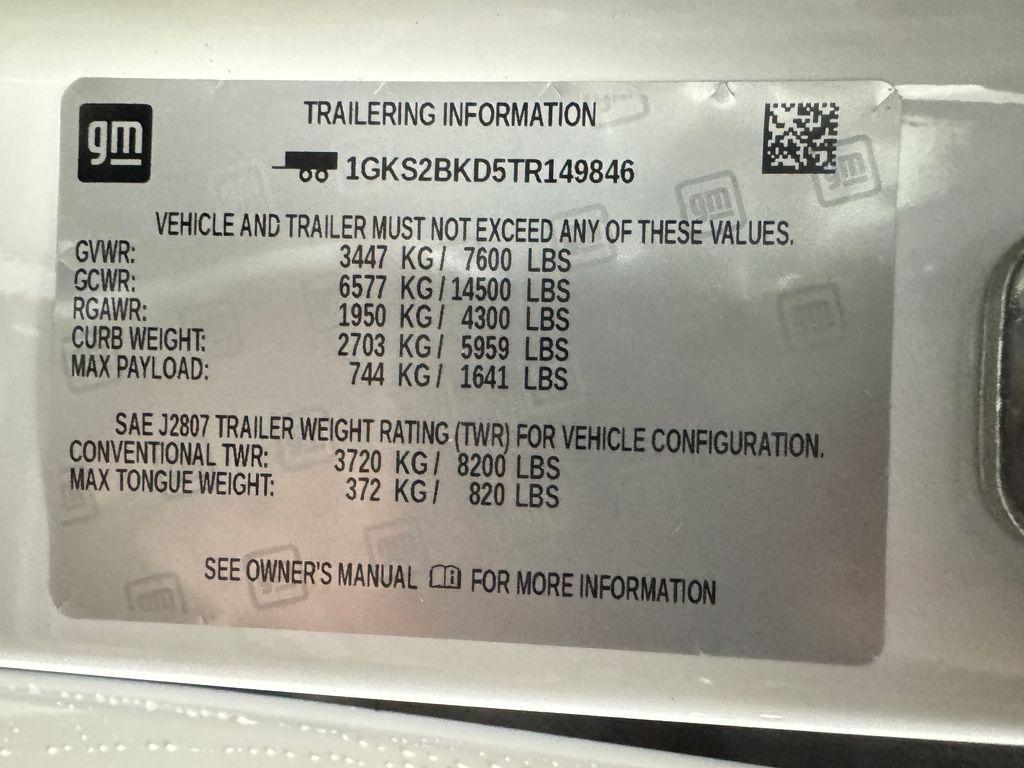 gm
TRAILERING INFORMATION
1GKS2BKD5TR149846
VEHICLE AND TRAILER MUST NOT EXCEED ANY OF THESE VALUES.
GVWR: 3447 KG/ 7600 LBS
GCWR: 6577 KG/14500 LBS
RGAWR: 1950 KG/ 4300 LBS
CURB WEIGHT: 2703 KG/ 5959 LBS
MAX PAYLOAD: 744 KG/ 1641 LBS
SAE J2807 TRAILER WEIGHT RATING (TWR) FOR VEHICLE CONFIGURATION.
CONVENTIONAL TWR: 3720 KG/ 8200 LBS
MAX TONGUE WEIGHT: 372 KG/ 820 LBS
SEE OWNER'S MANUAL FOR MORE INFORMATION